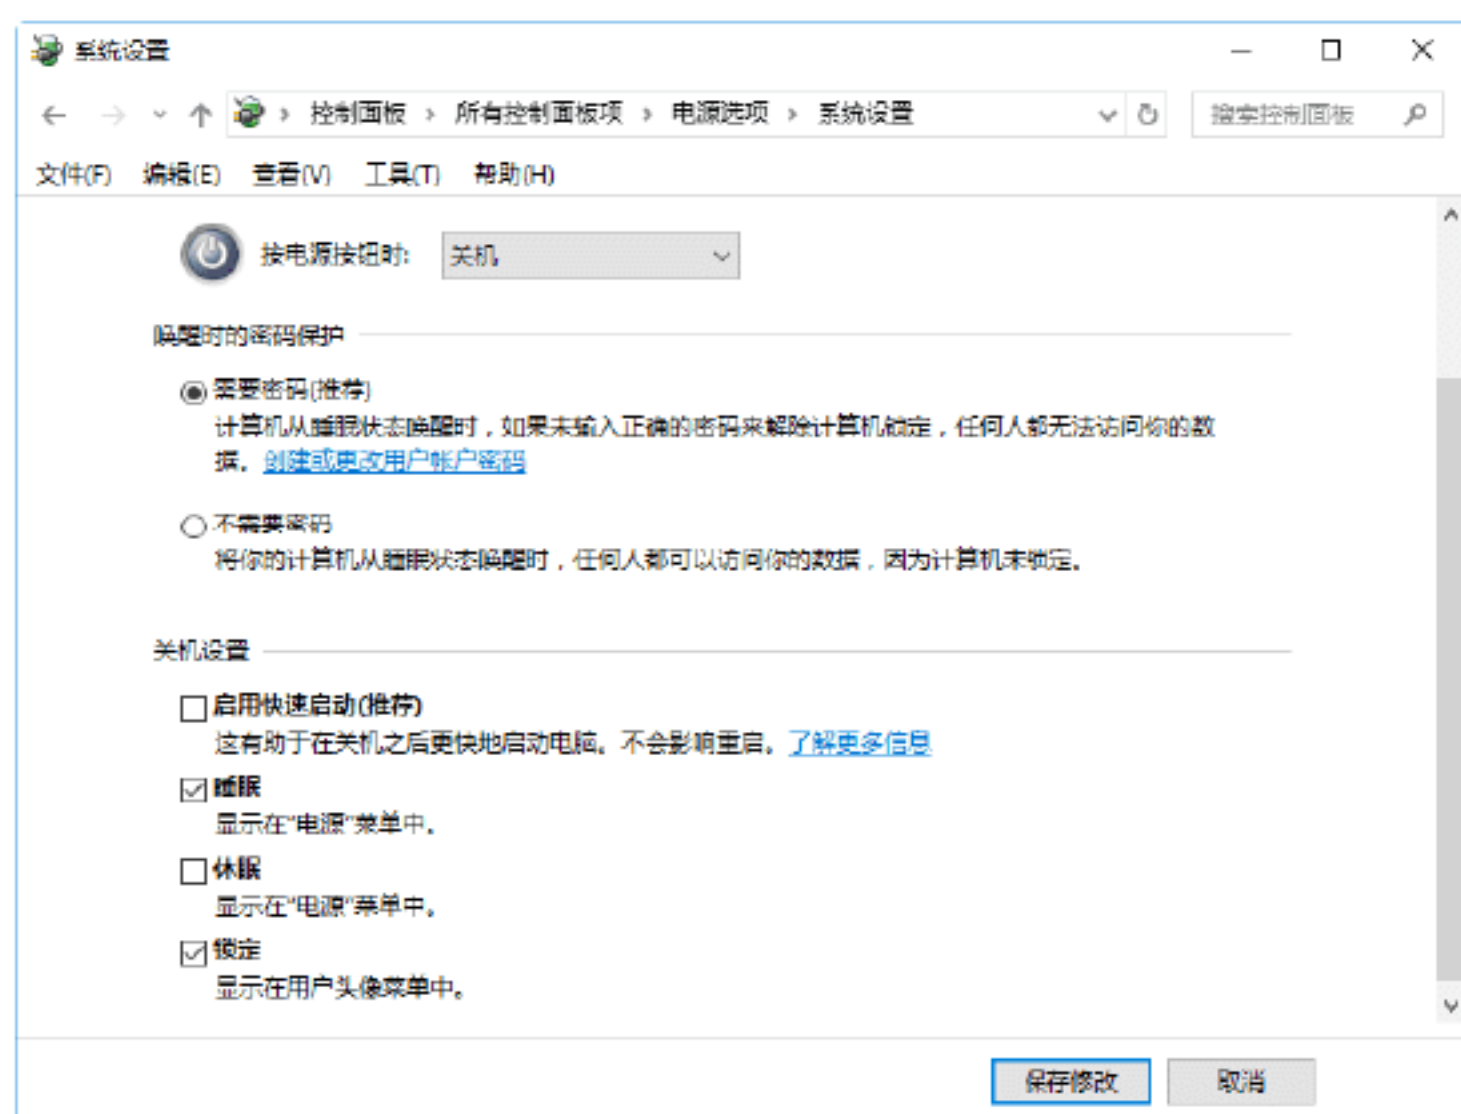 系统设置
控制面板 > 所有控制面板项 > 电源选项 > 系统设置
搜索控制面板
文件(F) 编辑(E) 查看(V) 工具(T) 帮助(H)
按电源按钮时: 关机
唤醒时的密码保护
需要密码(推荐)
计算机从睡眠状态唤醒时，如果未输入正确的密码来解除计算机锁定，任何人都无法访问你的数
据。创建或更改用户帐户密码
不需要密码
将你的计算机从睡眠状态唤醒时，任何人都可以访问你的数据，因为计算机未锁定。
关机设置
启用快速启动(推荐)
这有助于在关机之后更快地启动电脑。不会影响重启。了解更多信息
睡眠
显示在"电源"菜单中。
休眠
显示在"电源"菜单中。
锁定
显示在用户头像菜单中。
保存修改 取消